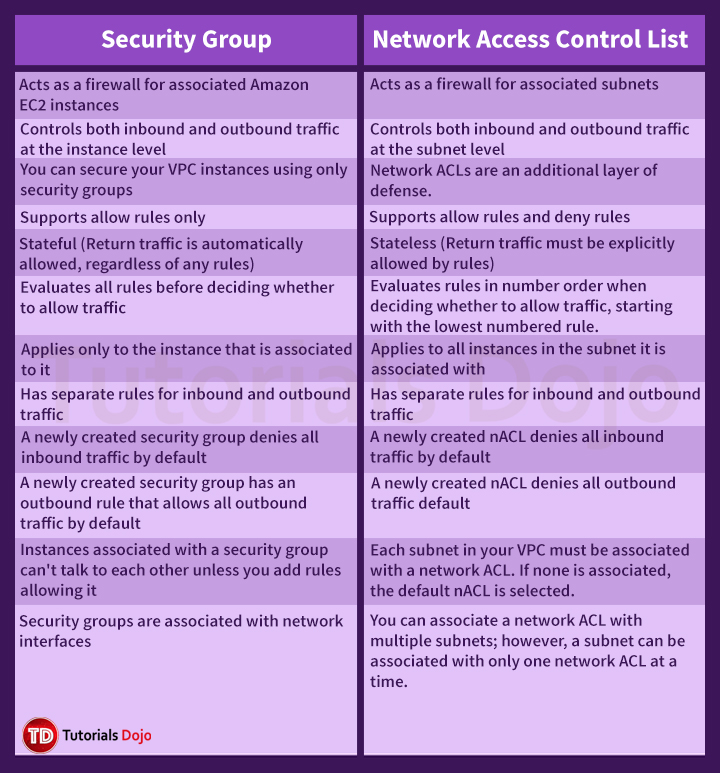 Security Group
Network Access Control List
Acts as a firewall for associated Amazon
EC2 instances
Acts as a firewall for associated subnets
Controls both inbound and outbound traffic
at the instance level
Controls both inbound and outbound traffic
at the subnet level
You can secure your VPC instances using only
security groups
Network ACLs are an additional layer of
defense.
Supports allow rules only
Supports allow rules and deny rules
Stateful (Return traffic is automatically
allowed, regardless of any rules)
Stateless (Return traffic must be explicitly
allowed by rules)
Evaluates all rules before deciding whether
to allow traffic
Evaluates rules in number order when
deciding whether to allow traffic, starting
with the lowest numbered rule.
Applies only to the instance that is associated
to it
Applies to all instances in the subnet it is
associated with
Has separate rules for inbound and outbound
traffic
Has separate rules for inbound and outbound
traffic
A newly created security group denies all
inbound traffic by default
A newly created nACL denies all inbound
traffic by default
A newly created security group has an
outbound rule that allows all outbound
traffic by default
A newly created nACL denies all outbound
traffic default
Instances associated with a security group
can't talk to each other unless you add rules
allowing it
Each subnet in your VPC must be associated
with a network ACL. If none is associated,
the default nACL is selected.
Security groups are associated with network
interfaces
You can associate a network ACL with
multiple subnets; however, a subnet can be
associated with only one network ACL at a
time.
Tutorials Dojo
TD Tutorials Dojo